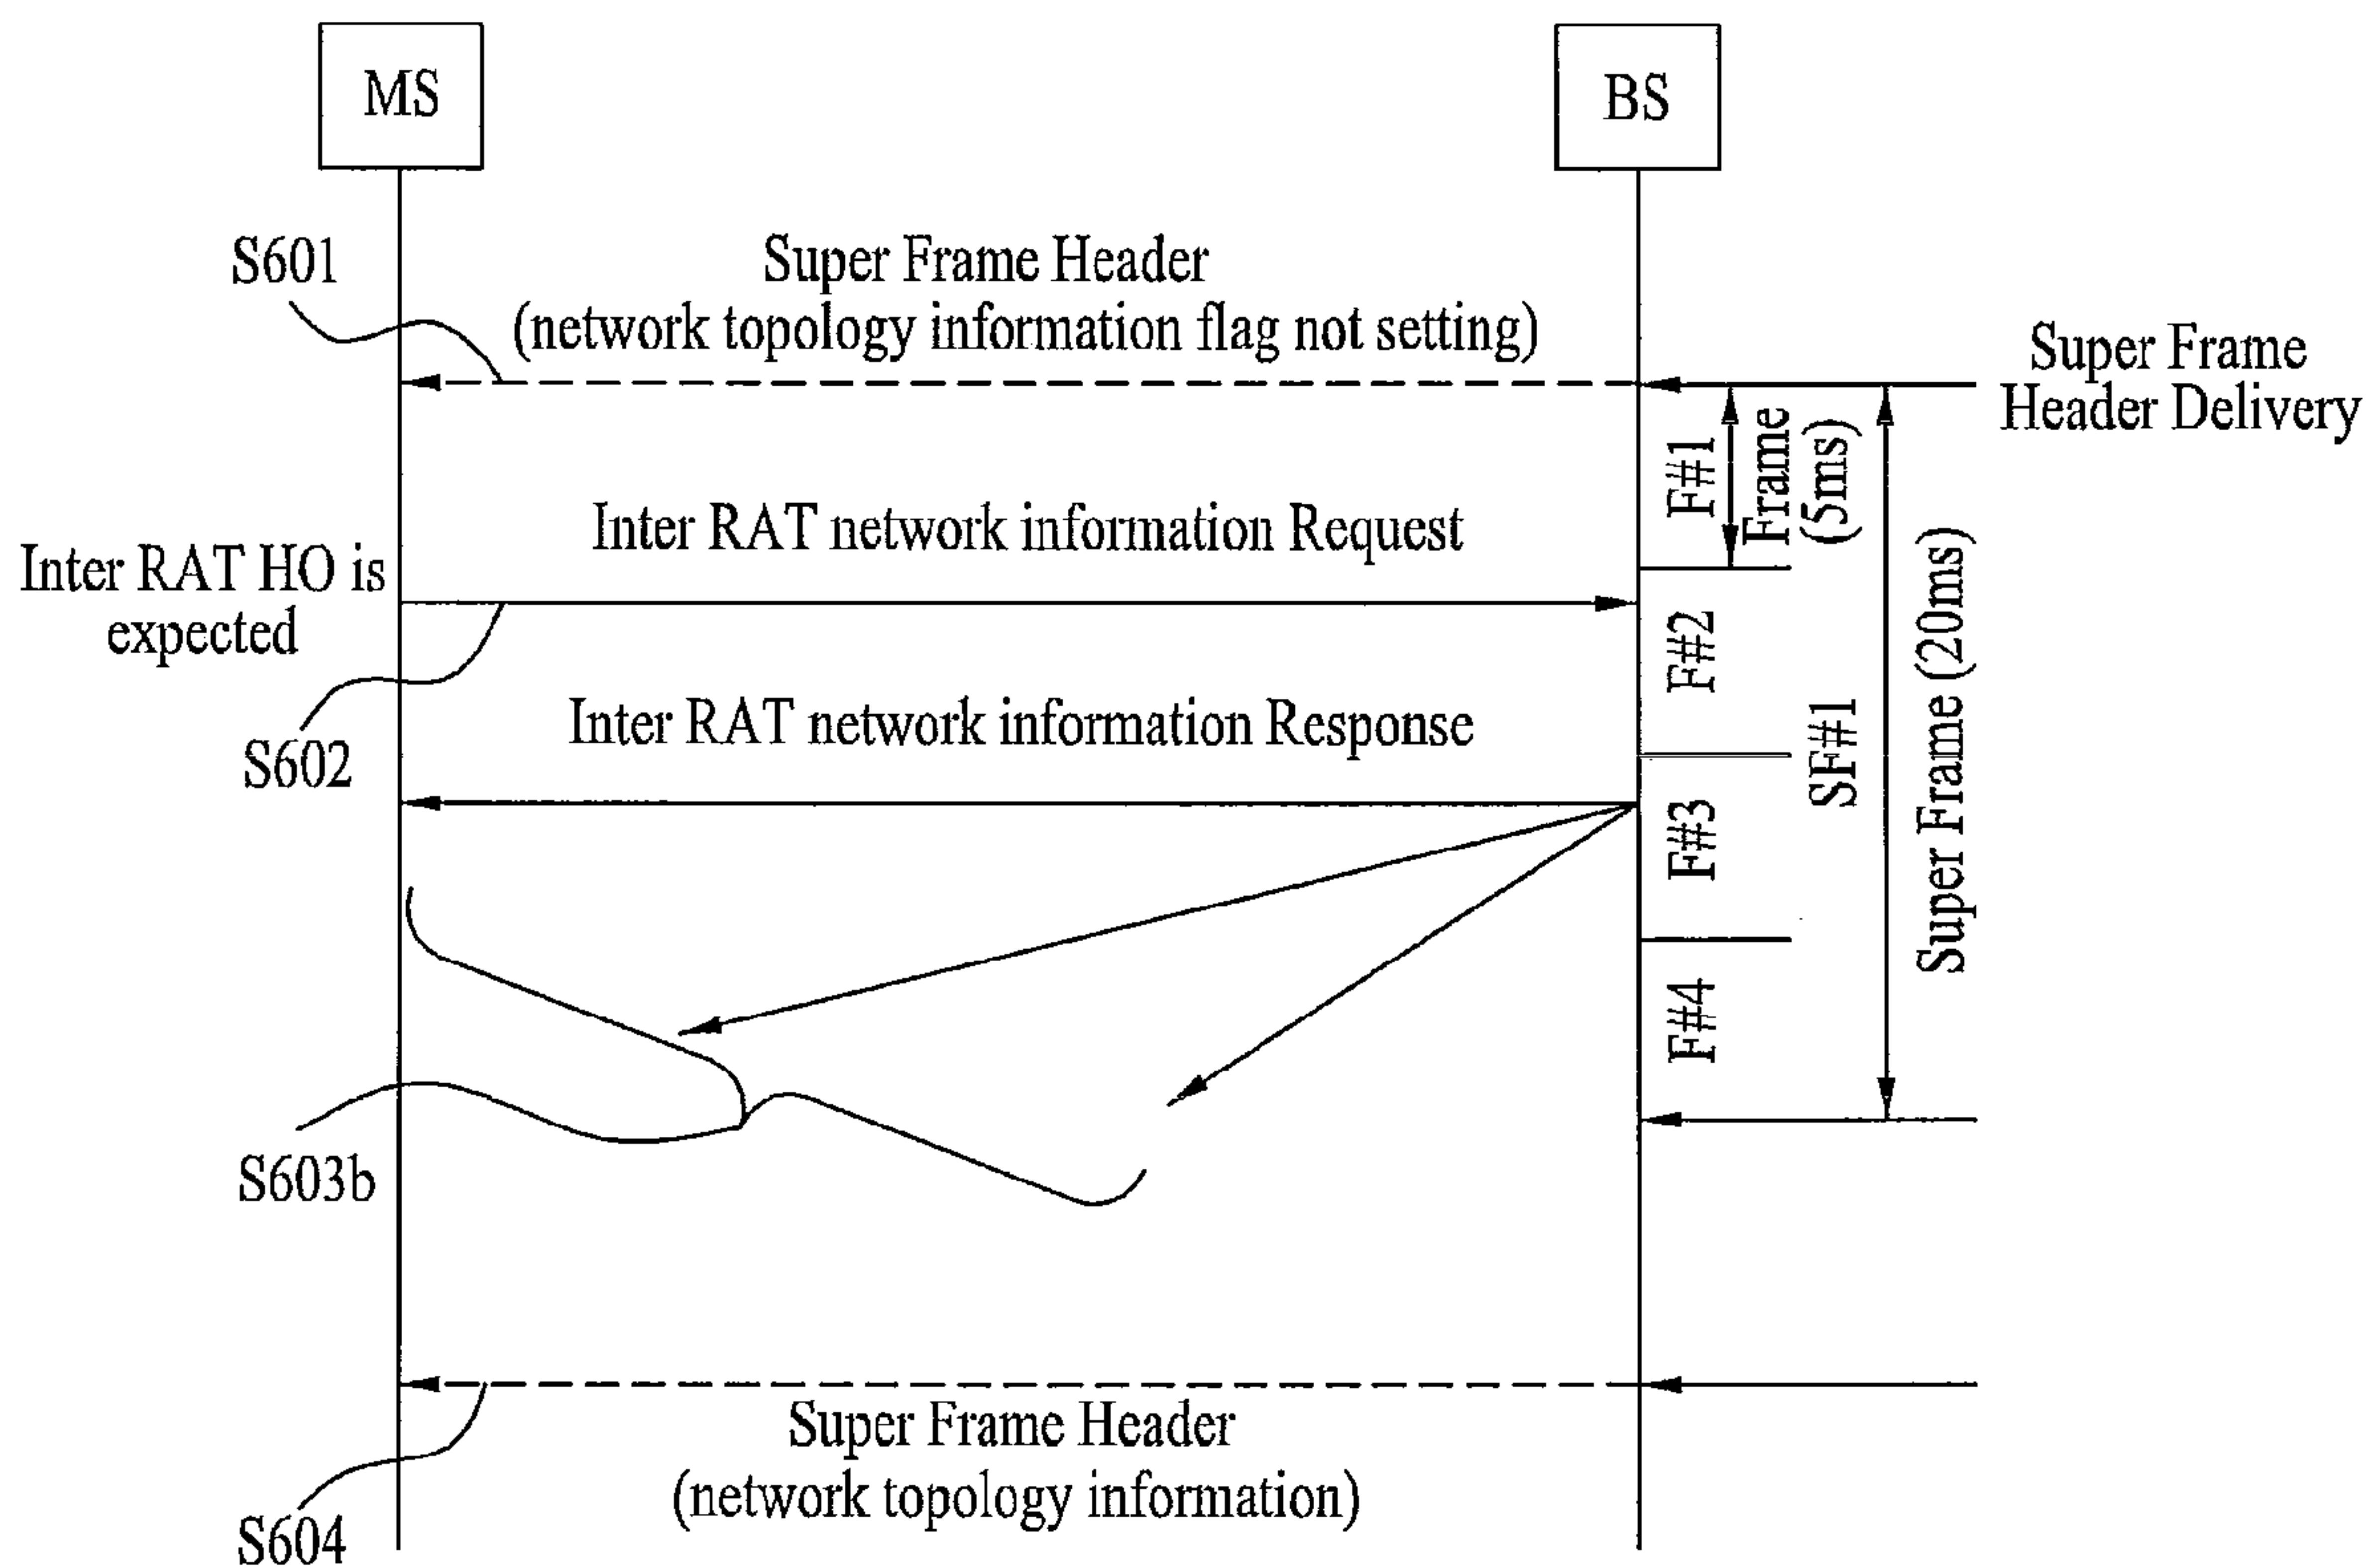 MS
BS
S601
Super Frame Header
(network topology information flag not setting)
Super Frame
Header Delivery
F#1
Frame
(5ms)
Inter RAT network information Request
Inter RAT HO is
expected
F#2
S602
Inter RAT network information Response
SF#1
Super Frame (20ms)
F#3
F#4
S603b
Super Frame Header
(network topology information)
S604